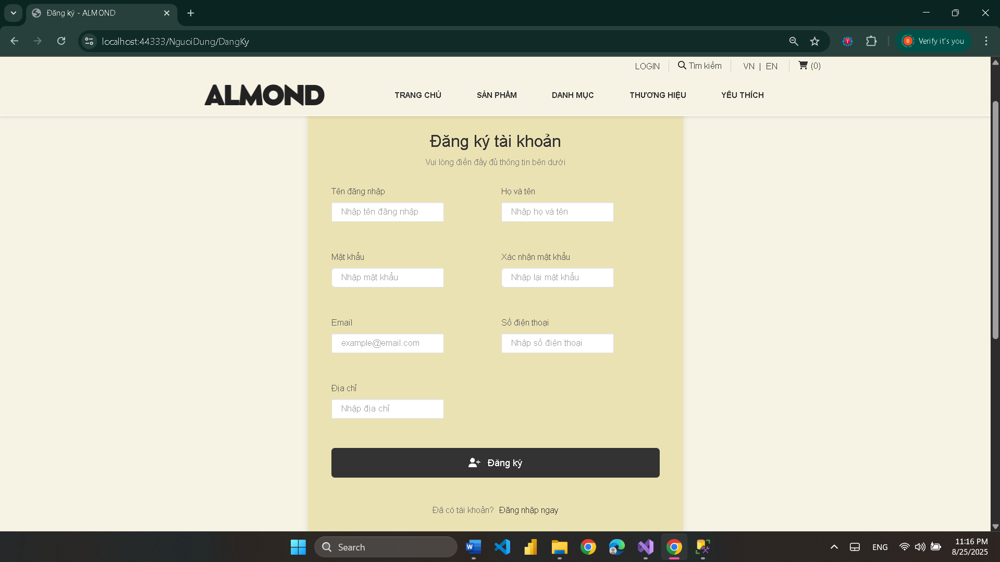 Đăng ký - ALMOND
localhost:44333/NguoiDung/DangKy
Verify it's you
LOGIN
Tìm kiếm
VN | EN
(0)
ALMOND
TRANG CHỦ
SẢN PHẨM
DANH MỤC
THƯƠNG HIỆU
YÊU THÍCH
Đăng ký tài khoản
Vui lòng điền đầy đủ thông tin bên dưới
Tên đăng nhập
Họ và tên
Nhập tên đăng nhập
Nhập họ và tên
Mật khẩu
Xác nhận mật khẩu
Nhập mật khẩu
Nhập lại mật khẩu
Email
Số điện thoại
example@email.com
Nhập số điện thoại
Địa chỉ
Nhập địa chỉ
Đăng ký
Đã có tài khoản? Đăng nhập ngay
Search
ENG
11:16 PM
8/25/2025